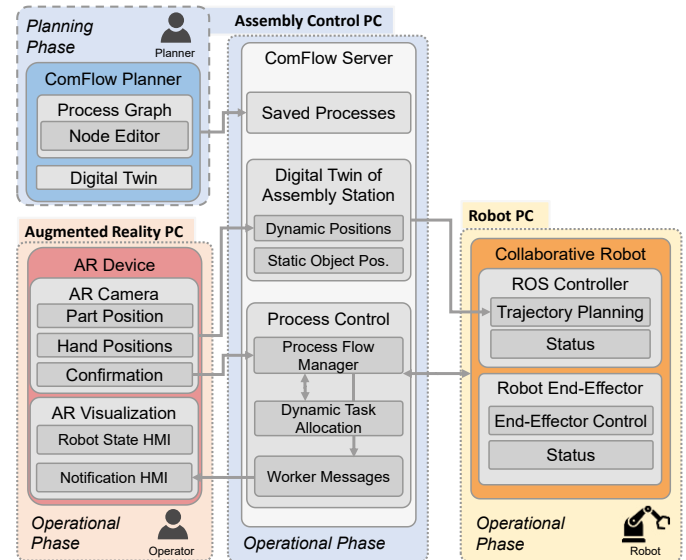 Planning
Phase
Planner
Assembly Control PC
ComFlow Planner
Process Graph
Node Editor
Digital Twin
ComFlow Server
Saved Processes
Digital Twin of
Assembly Station
Dynamic Positions
Static Object Pos.
Process Control
Process Flow
Manager
Dynamic Task
Allocation
Worker Messages
Operational Phase
Augmented Reality PC
AR Device
AR Camera
Part Position
Hand Positions
Confirmation
AR Visualization
Robot State HMI
Notification HMI
Operational
Phase
Operator
Robot PC
Collaborative Robot
ROS Controller
Trajectory Planning
Status
Robot End-Effector
End-Effector Control
Status
Operational
Phase
Robot